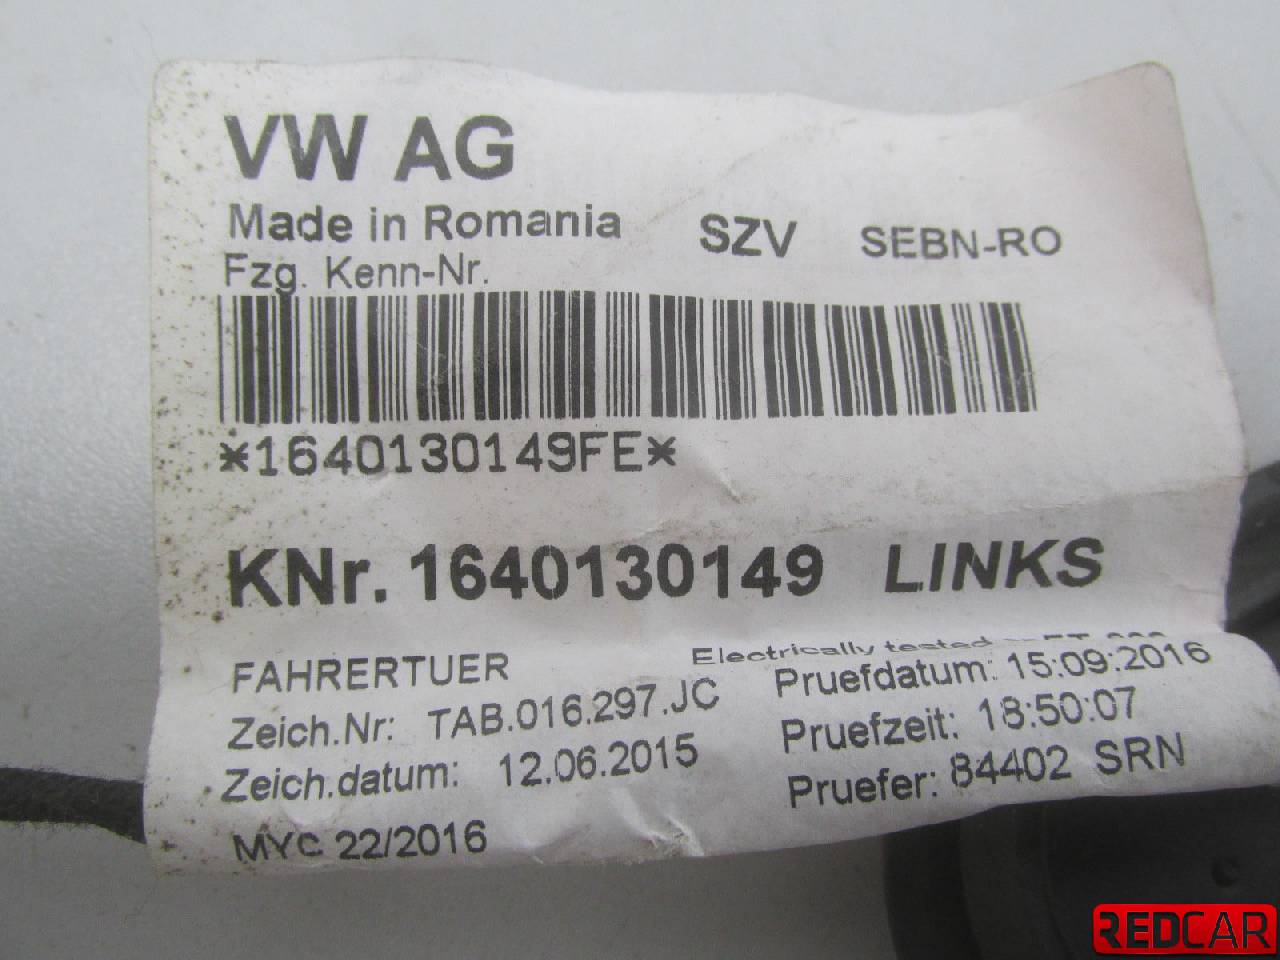 VW AG
Made in Romania SZV SEBN-RO
Fzg. Kenn-Nr.
*1640130149FE*
KNr. 1640130149 LINKS
Electrically tested
FAHRERTUER
Pruefdatum: 15:09:2016
Zeich.Nr: TAB.016.297.JC
Pruefzeit: 18:50:07
Zeich.datum: 12.06.2015
Pruefer: 84402 SRN
MYC 22/2016
REDCAR